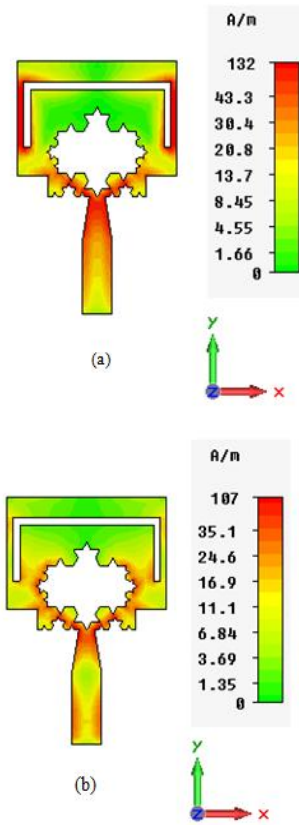 A/m
132
43.3
30.4
20.8
13.7
8.45
4.55
1.66
0
y
z
x
(a)
A/m
107
35.1
24.6
16.9
11.1
6.84
3.69
1.35
0
y
z
x
(b)